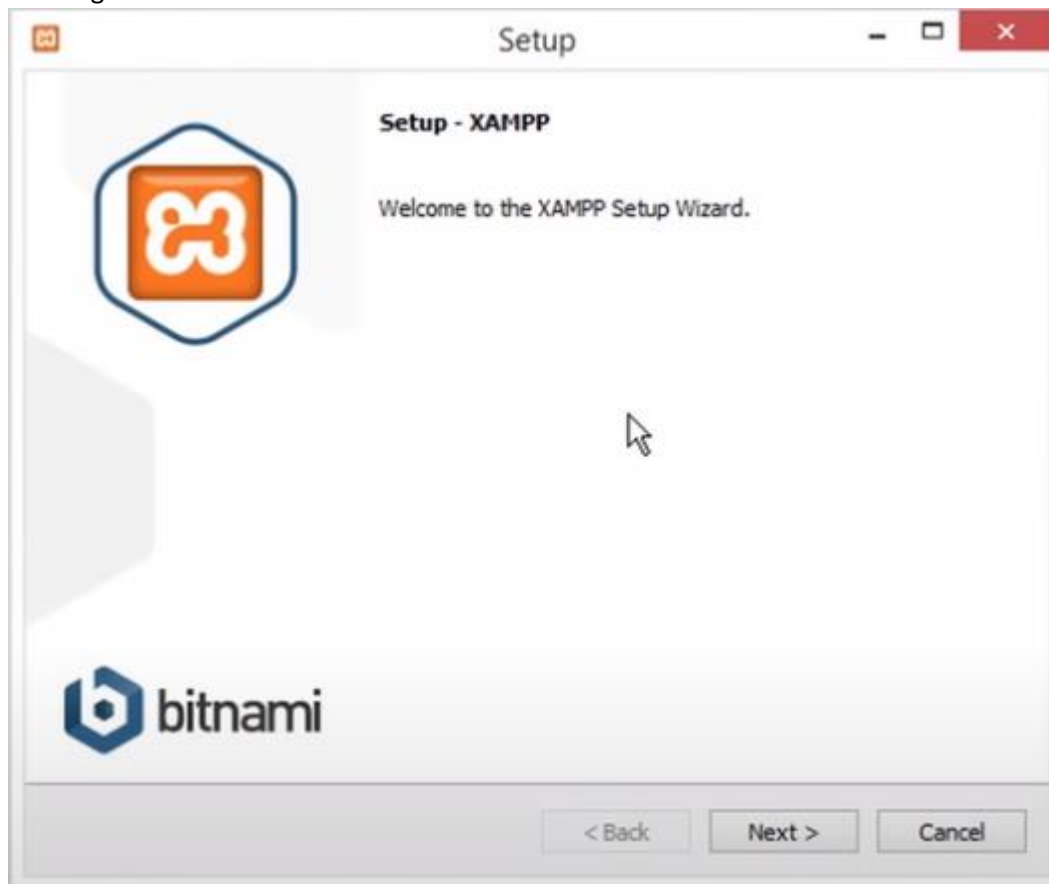 Setup
Setup - XAMPP
Welcome to the XAMPP Setup Wizard.
bitnami
< Back Next > Cancel